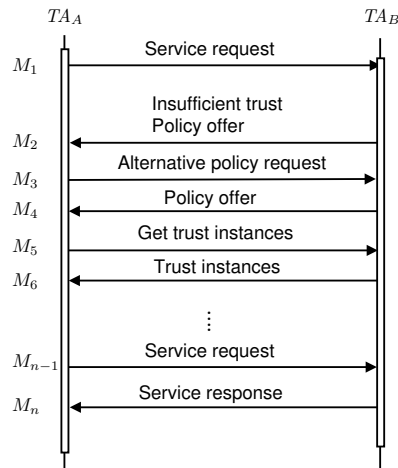 TA_A TA_B
M_1 Service request
Insufficient trust
M_2 Policy offer
M_3 Alternative policy request
M_4 Policy offer
M_5 Get trust instances
M_6 Trust instances
M_{n-1} Service request
M_n Service response